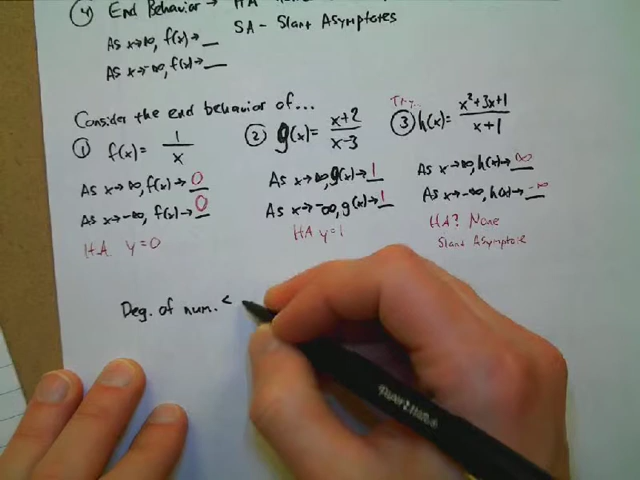 ④ End Behavior → HA
SA - Slant Asymptotes
As x→∞, f(x)→ __
As x→-∞, f(x)→ __
Consider the end behavior of...
① f(x) = 1/x
As x→∞, f(x)→ 0
As x→-∞, f(x)→ 0
HA y=0
② g(x) = x+2/x-3
As x→∞, g(x)→ 1
As x→-∞, g(x)→ 1
HA y=1
Try...
③ h(x) = x²+3x+1/x+1
As x→∞, h(x)→ ∞
As x→-∞, h(x)→ -∞
HA? None
Slant Asymptote
Deg. of num. <